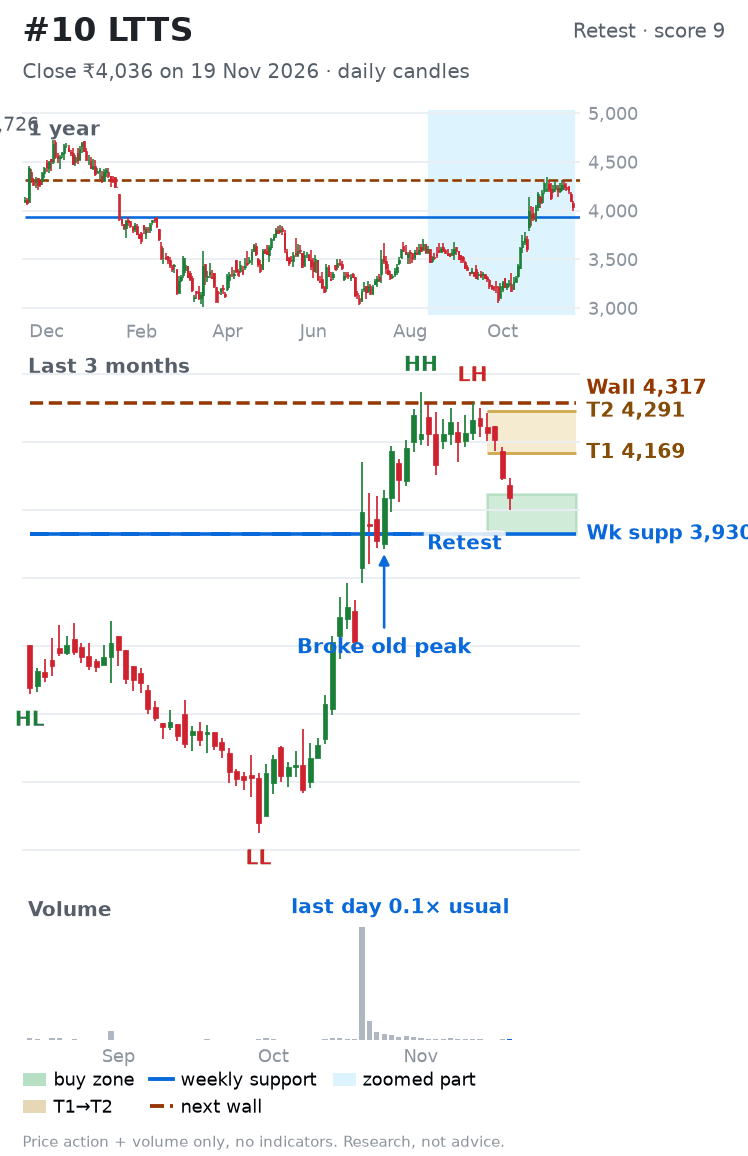 #10 LTTS
Retest · score 9
Close ₹4,036 on 19 Nov 2026 · daily candles
,726
1 year
5,000
4,500
4,000
3,500
3,000
Dec Feb Apr Jun Aug Oct
Last 3 months
HH
LH
Wall 4,317
T2 4,291
T1 4,169
Wk supp 3,930
Retest
Broke old peak
HL
LL
Volume
last day 0.1× usual
Sep Oct Nov
buy zone weekly support zoomed part
T1→T2 next wall
Price action + volume only, no indicators. Research, not advice.